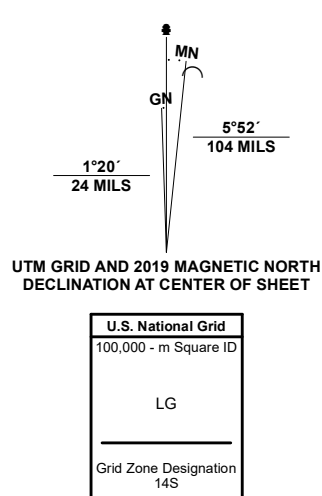 MN
GN
5°52´
104 MILS
1°20´
24 MILS
UTM GRID AND 2019 MAGNETIC NORTH
DECLINATION AT CENTER OF SHEET
U.S. National Grid
100,000 - m Square ID
LG
Grid Zone Designation
14S